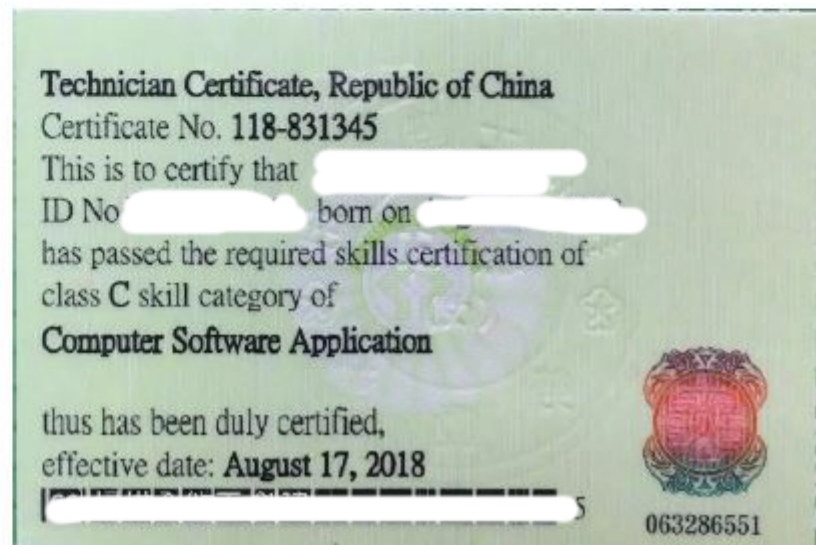 Technician Certificate, Republic of China
Certificate No. 118-831345
This is to certify that
ID No born on
has passed the required skills certification of
class C skill category of
Computer Software Application
thus has been duly certified,
effective date: August 17, 2018
5
063286551